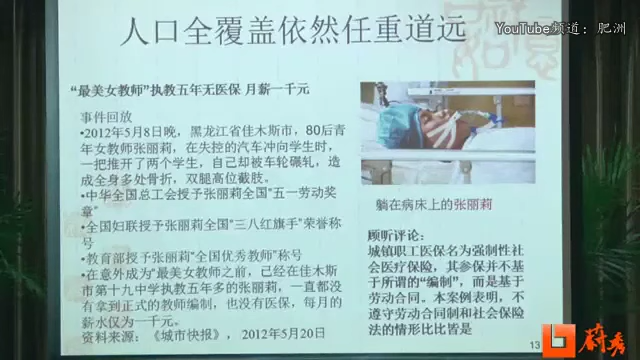 YouTube频道：肥洲
人口全覆盖依然任重道远
“最美女教师”执教五年无医保 月薪一千元
事件回放
•2012年5月8日晚，黑龙江省佳木斯市，80后青
年女教师张丽莉，在失控的汽车冲向学生时，
一把推开了两个学生，自己却被车轮碾轧，造
成全身多处骨折，双腿高位截肢。
•中华全国总工会授予张丽莉全国“五一劳动奖
章”
•全国妇联授予张丽莉全国“三八红旗手”荣誉称
号
•教育部授予张丽莉“全国优秀教师”称号
•在意外成为“最美女教师之前，已经在佳木斯
市第十九中学执教五年多的张丽莉，一直都没
有拿到正式的教师编制，也没有医保，每月的
薪水仅为一千元。
资料来源：《城市快报》，2012年5月20日
躺在病床上的张丽莉
顾昕评论：
城镇职工医保名为强制性社
会医疗保险，其参保并不基
于所谓的“编制”，而是基于
劳动合同。本案例表明，不
遵守劳动合同制和社会保险
法的情形比比皆是
13